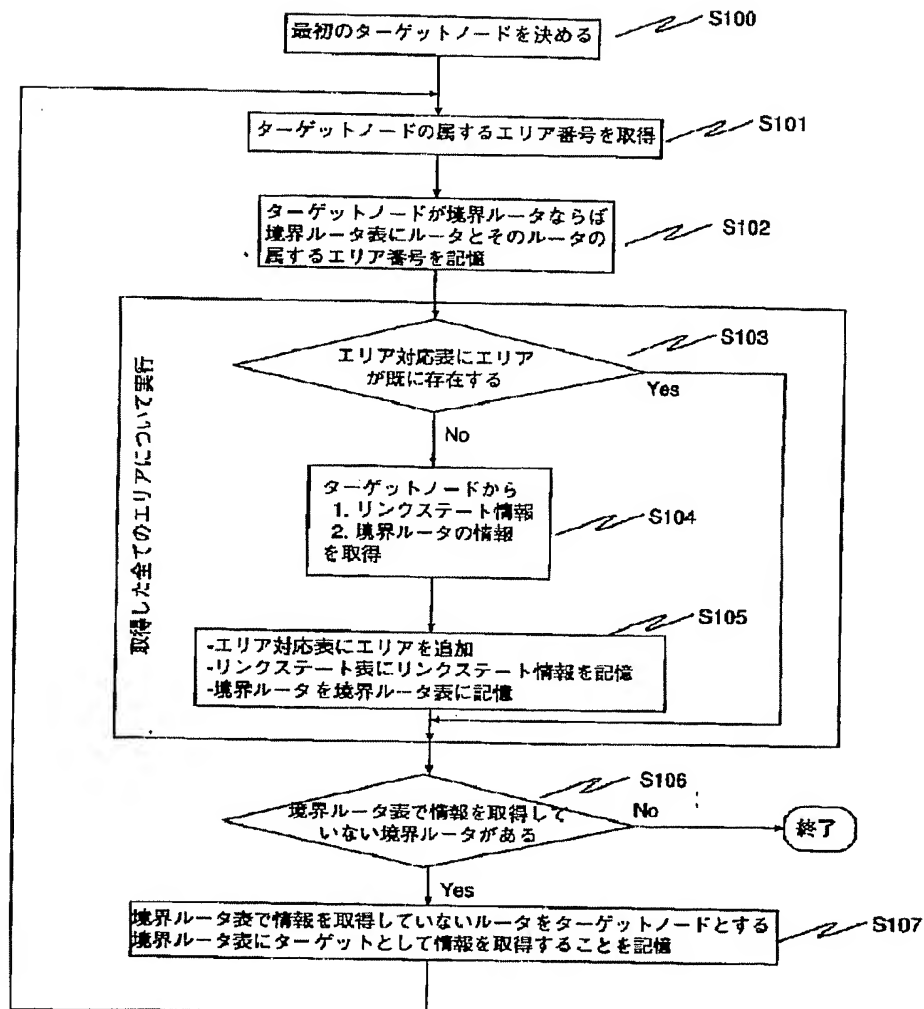 最初のターゲットノードを決める
S100
ターゲットノードの属するエリア番号を取得
S101
ターゲットノードが境界ルータならば
境界ルータ表にルータとそのルータの
属するエリア番号を記憶
S102
取得した全てのエリアについて実行
エリア対応表にエリア
が既に存在する
S103
Yes
No
ターゲットノードから
1. リンクステート情報
2. 境界ルータの情報
を取得
S104
S105
-エリア対応表にエリアを追加
-リンクステート表にリンクステート情報を記憶
-境界ルータを境界ルータ表に記憶
S106
境界ルータ表で情報を取得して
いない境界ルータがある
No
終了
Yes
境界ルータ表で情報を取得していないルータをターゲットノードとする
境界ルータ表にターゲットとして情報を取得することを記憶
S107